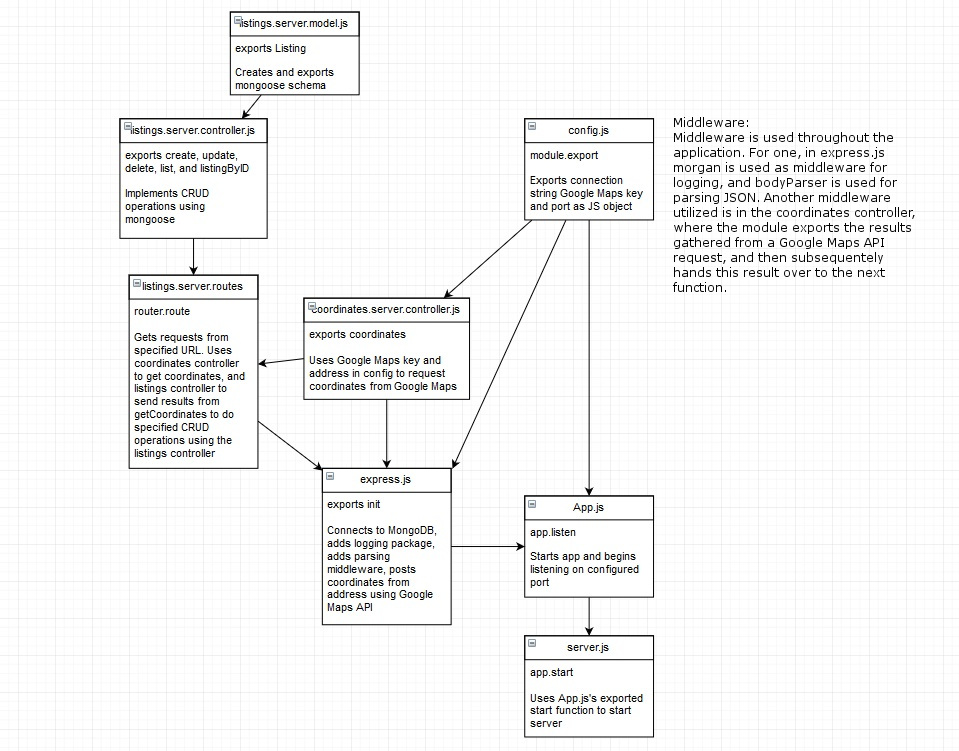 listings.server.model.js
exports Listing
Creates and exports
mongoose schema
listings.server.controller.js
exports create, update,
delete, list, and listingByID
Implements CRUD
operations using
mongoose
config.js
module.export
Exports connection
string Google Maps key
and port as JS object
Middleware:
Middleware is used throughout the
application. For one, in express.js
morgan is used as middleware for
logging, and bodyParser is used for
parsing JSON. Another middleware
utilized is in the coordinates controller,
where the module exports the results
gathered from a Google Maps API
request, and then subsequentely
hands this result over to the next
function.
listings.server.routes
router.route
Gets requests from
specified URL. Uses
coordinates controller
to get coordinates, and
listings controller to
send results from
getCoordinates to do
specified CRUD
operations using the
listings controller
coordinates.server.controller.js
exports coordinates
Uses Google Maps key and
address in config to request
coordinates from Google Maps
express.js
exports init
Connects to MongoDB,
adds logging package,
adds parsing
middleware, posts
coordinates from
address using Google
Maps API
App.js
app.listen
Starts app and begins
listening on configured
port
server.js
app.start
Uses App.js's exported
start function to start
server